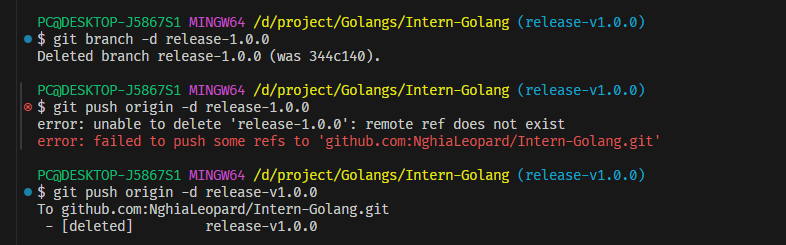 PC@DESKTOP-J5867S1 MINGW64 /d/project/Golangs/Intern-Golang (release-v1.0.0)
$ git branch -d release-1.0.0
Deleted branch release-1.0.0 (was 344c140).
PC@DESKTOP-J5867S1 MINGW64 /d/project/Golangs/Intern-Golang (release-v1.0.0)
$ git push origin -d release-1.0.0
error: unable to delete 'release-1.0.0': remote ref does not exist
error: failed to push some refs to 'github.com:NghiaLeopard/Intern-Golang.git'
PC@DESKTOP-J5867S1 MINGW64 /d/project/Golangs/Intern-Golang (release-v1.0.0)
$ git push origin -d release-v1.0.0
To github.com:NghiaLeopard/Intern-Golang.git
 - [deleted]         release-v1.0.0